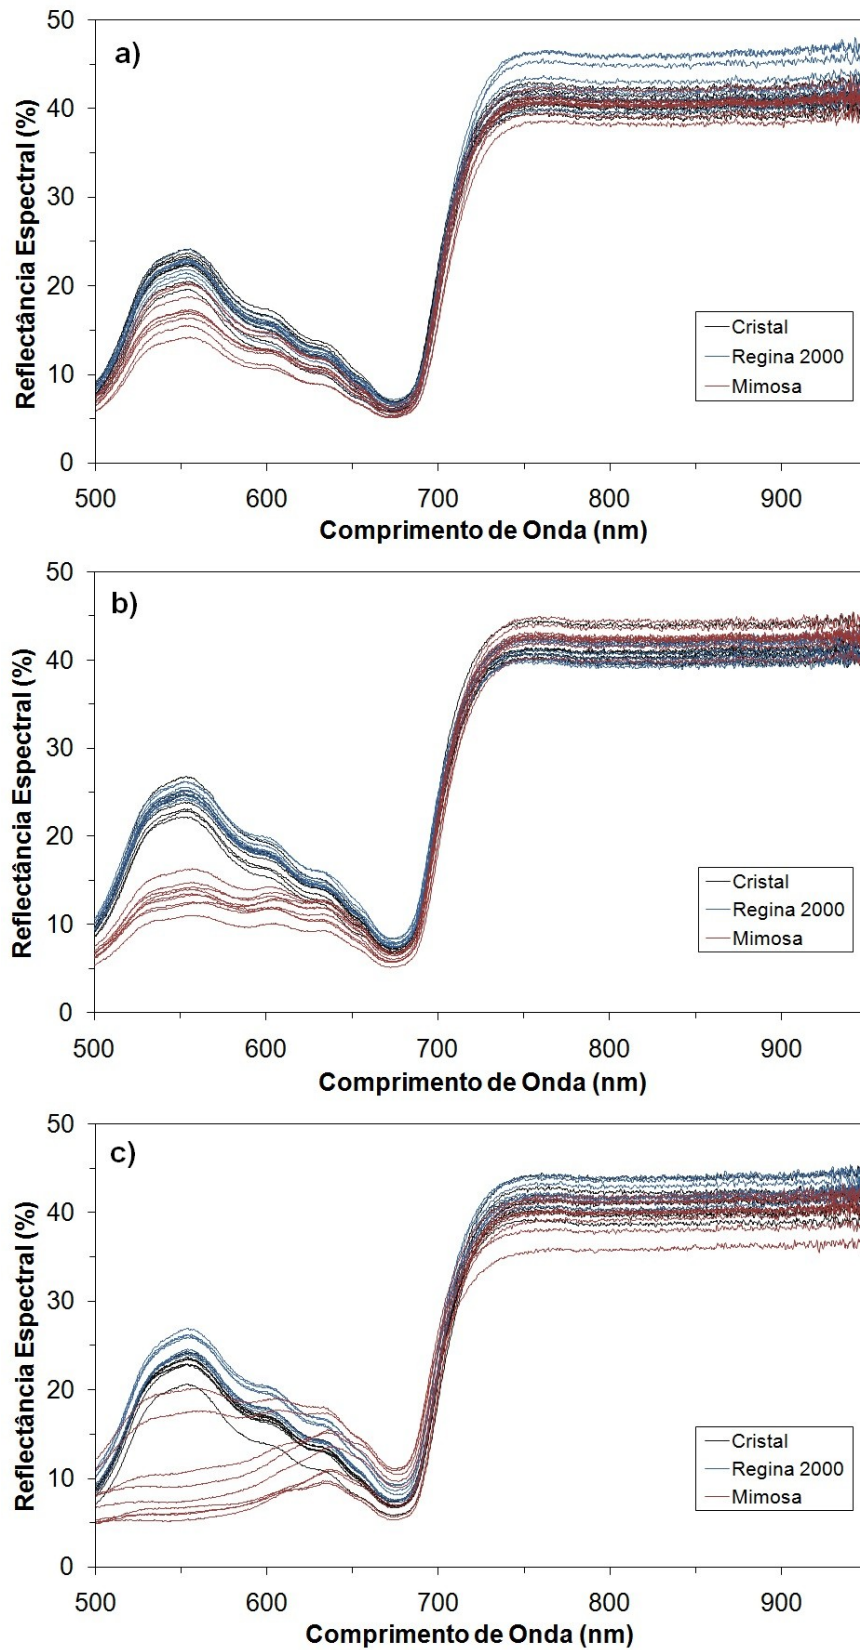 a)
Reflectância Espectral (%)
50
40
30
20
10
0
500
600
700
800
900
Comprimento de Onda (nm)
Cristal
Regina 2000
Mimosa
b)
Reflectância Espectral (%)
50
40
30
20
10
0
500
600
700
800
900
Comprimento de Onda (nm)
Cristal
Regina 2000
Mimosa
c)
Reflectância Espectral (%)
50
40
30
20
10
0
500
600
700
800
900
Comprimento de Onda (nm)
Cristal
Regina 2000
Mimosa